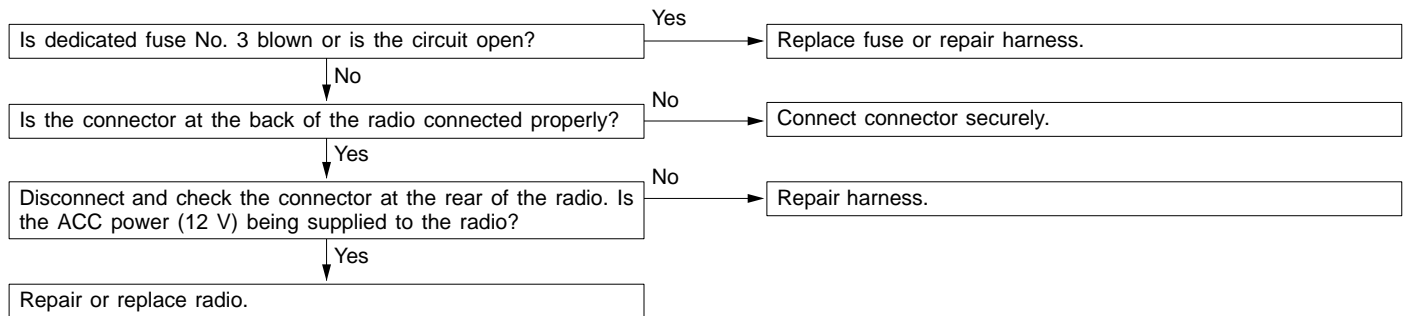 Yes
Is dedicated fuse No. 3 blown or is the circuit open?
Replace fuse or repair harness.
No
No
Is the connector at the back of the radio connected properly?
Connect connector securely.
Yes
No
Disconnect and check the connector at the rear of the radio. Is
the ACC power (12 V) being supplied to the radio?
Repair harness.
Yes
Repair or replace radio.